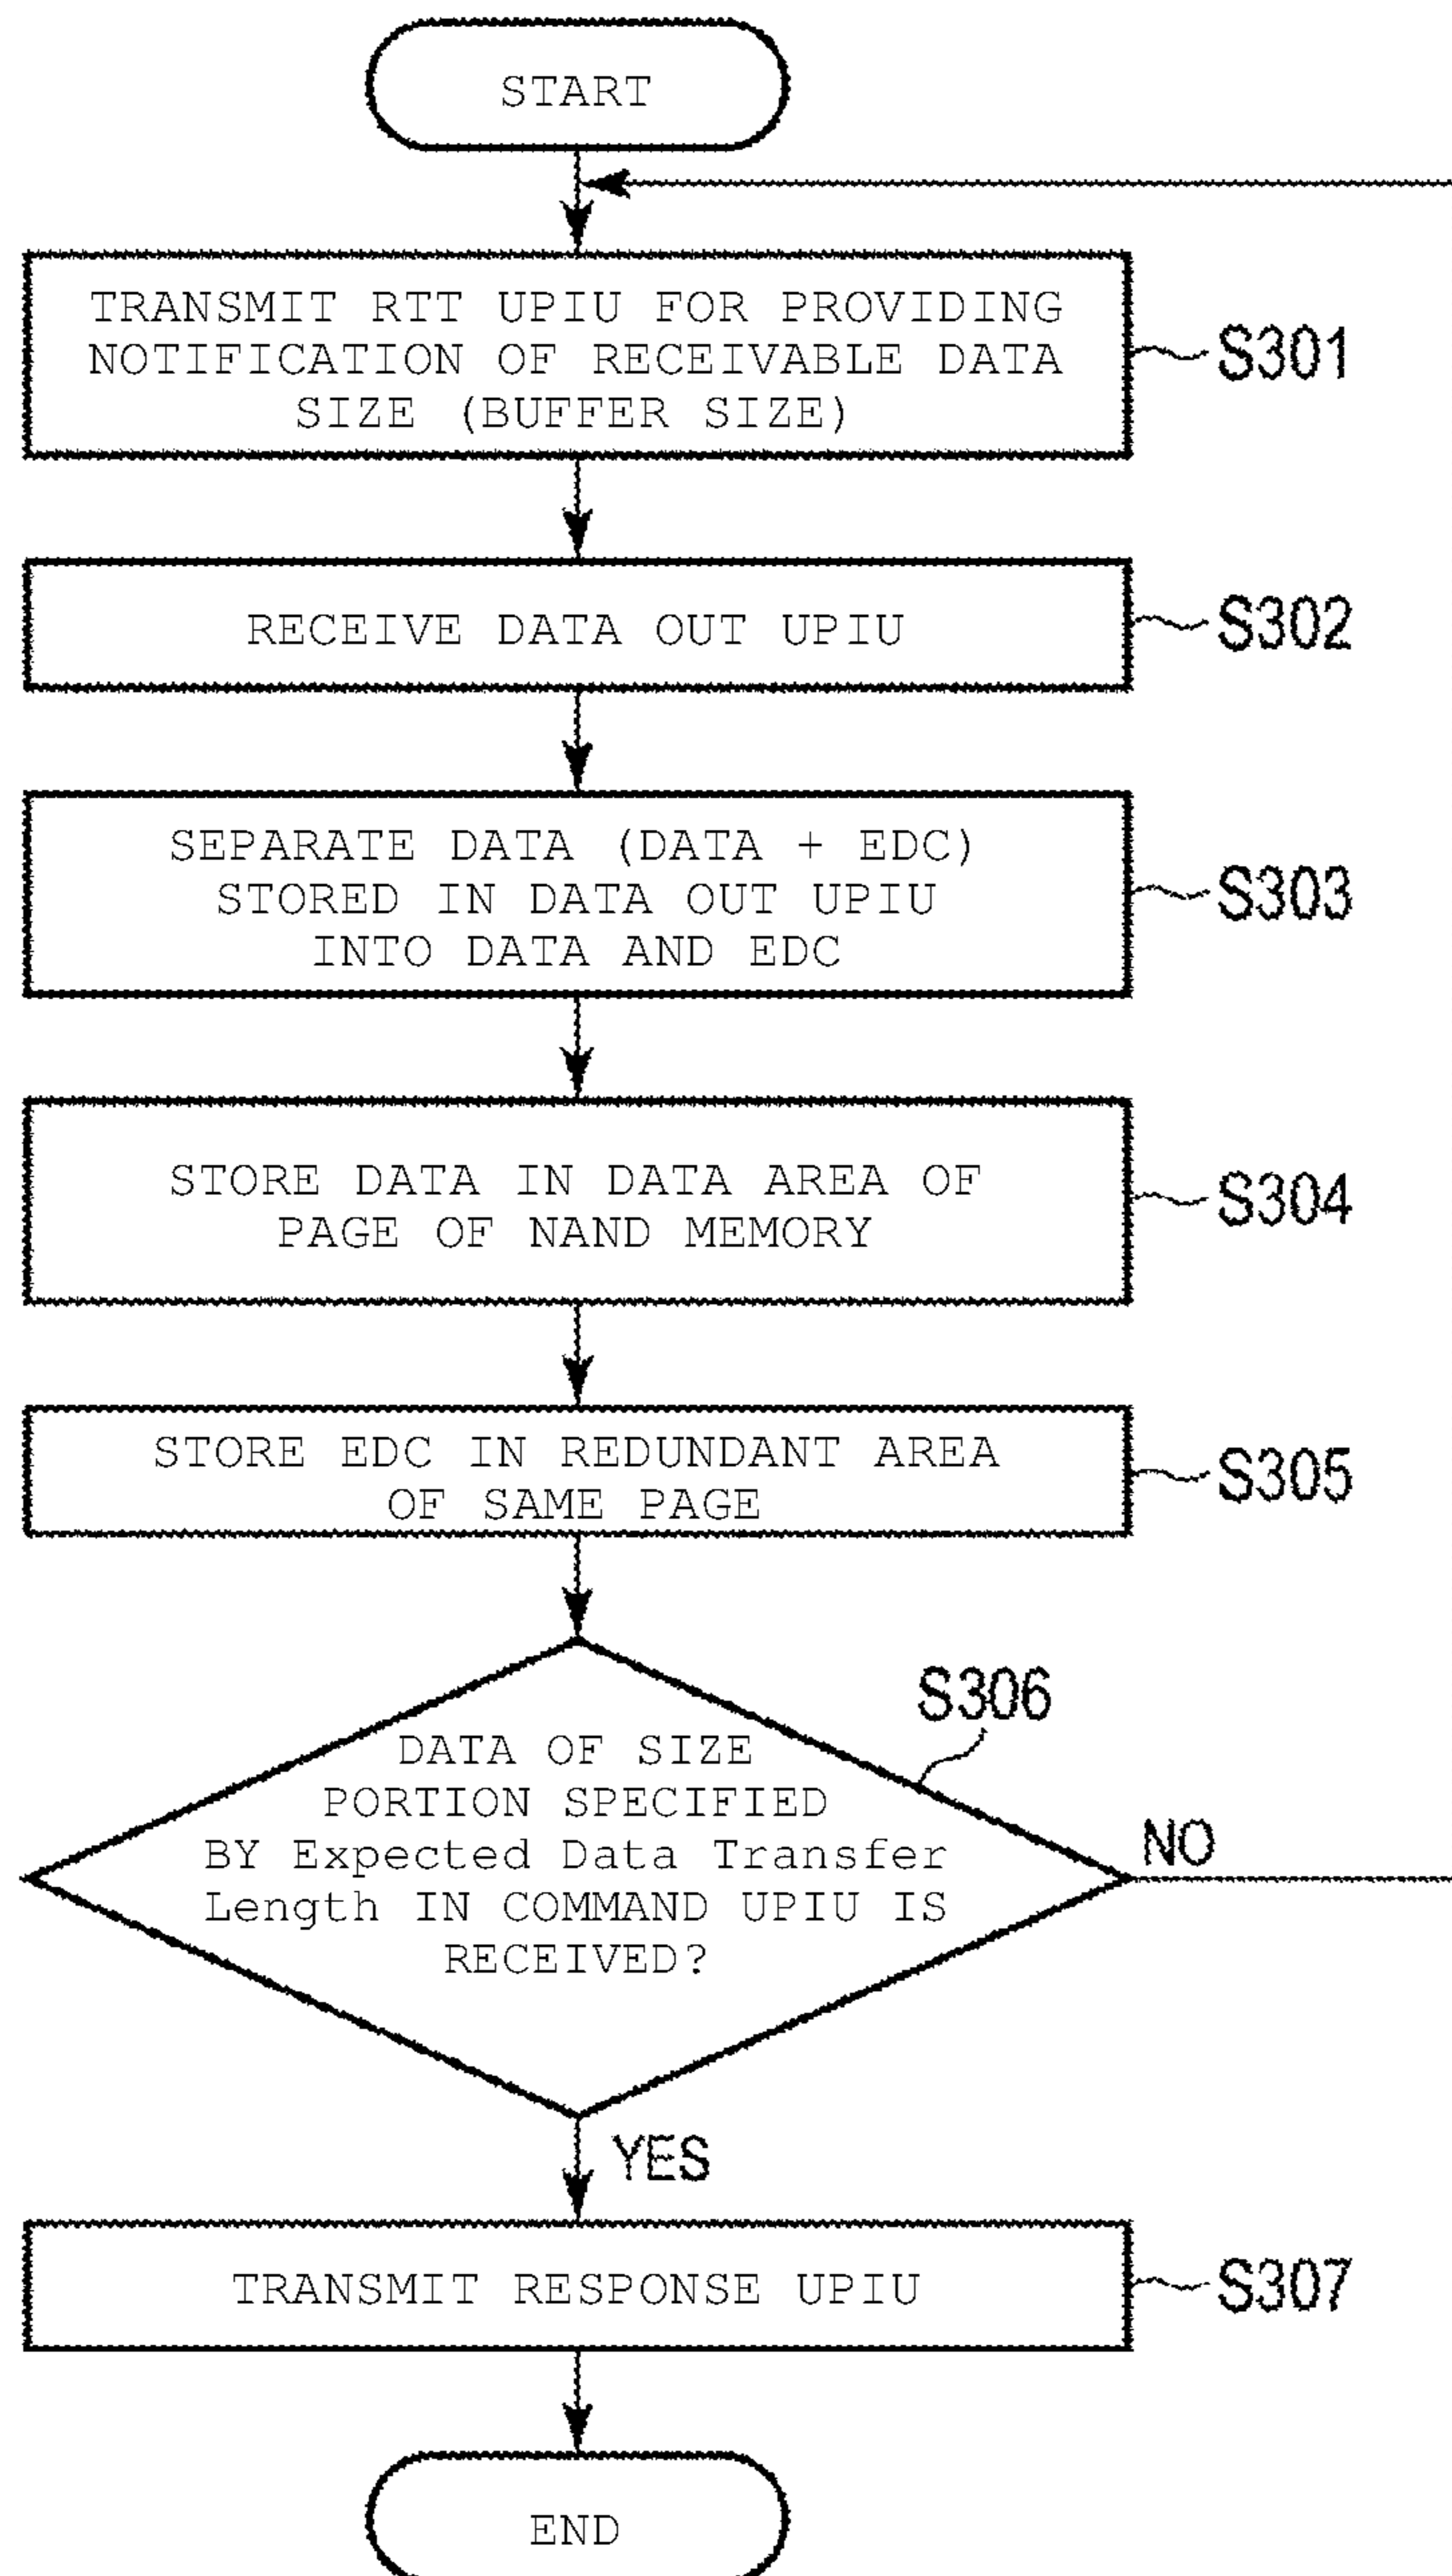 START
TRANSMIT RTT UPIU FOR PROVIDING
NOTIFICATION OF RECEIVABLE DATA
SIZE (BUFFER SIZE)
S301
RECEIVE DATA OUT UPIU
S302
SEPARATE DATA (DATA + EDC)
STORED IN DATA OUT UPIU
INTO DATA AND EDC
S303
STORE DATA IN DATA AREA OF
PAGE OF NAND MEMORY
S304
STORE EDC IN REDUNDANT AREA
OF SAME PAGE
S305
S306
DATA OF SIZE
PORTION SPECIFIED
BY Expected Data Transfer
Length IN COMMAND UPIU IS
RECEIVED?
NO
YES
TRANSMIT RESPONSE UPIU
S307
END